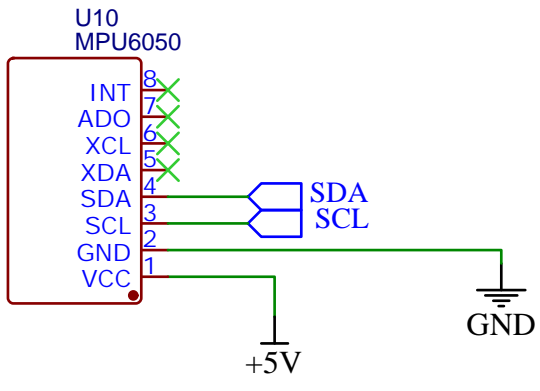 U10
MPU6050
INT 8
ADO 7
XCL 6
XDA 5
SDA 4 SDA
SCL 3 SCL
GND 2
VCC 1
GND
+5V